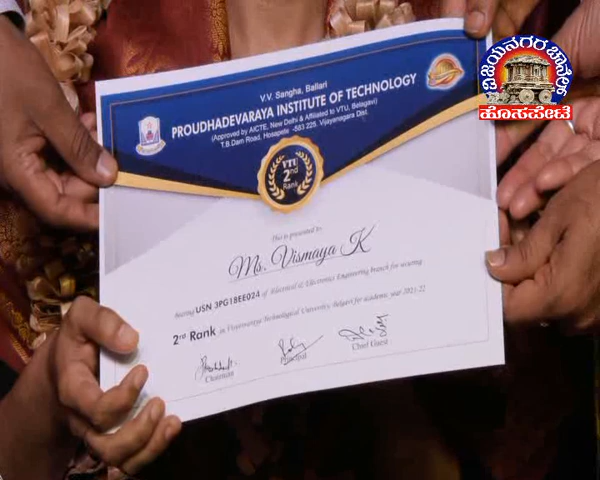 V.V. Sangha, Ballari
PROUDHADEVARAYA INSTITUTE OF TECHNOLOGY
(Approved by AICTE, New Delhi & Affiliated to VTU, Belagavi)
T.B.Dam Road, Hosapete -583 225, Vijayanagara Dist.
VTU
2nd
Rank
This is presented to
Ms. Vismaya K
Bearing USN 3PG18EE024 of Electrical & Electronics Engineering branch for securing
2nd Rank in Visvesvaraya Technological University, Belgavi for academic year 2021-22
Chairman
Principal
Chief Guest
ವಿಜಯನಗರ ಚಾನೆಲ್
ಹೊಸಪೇಟೆ